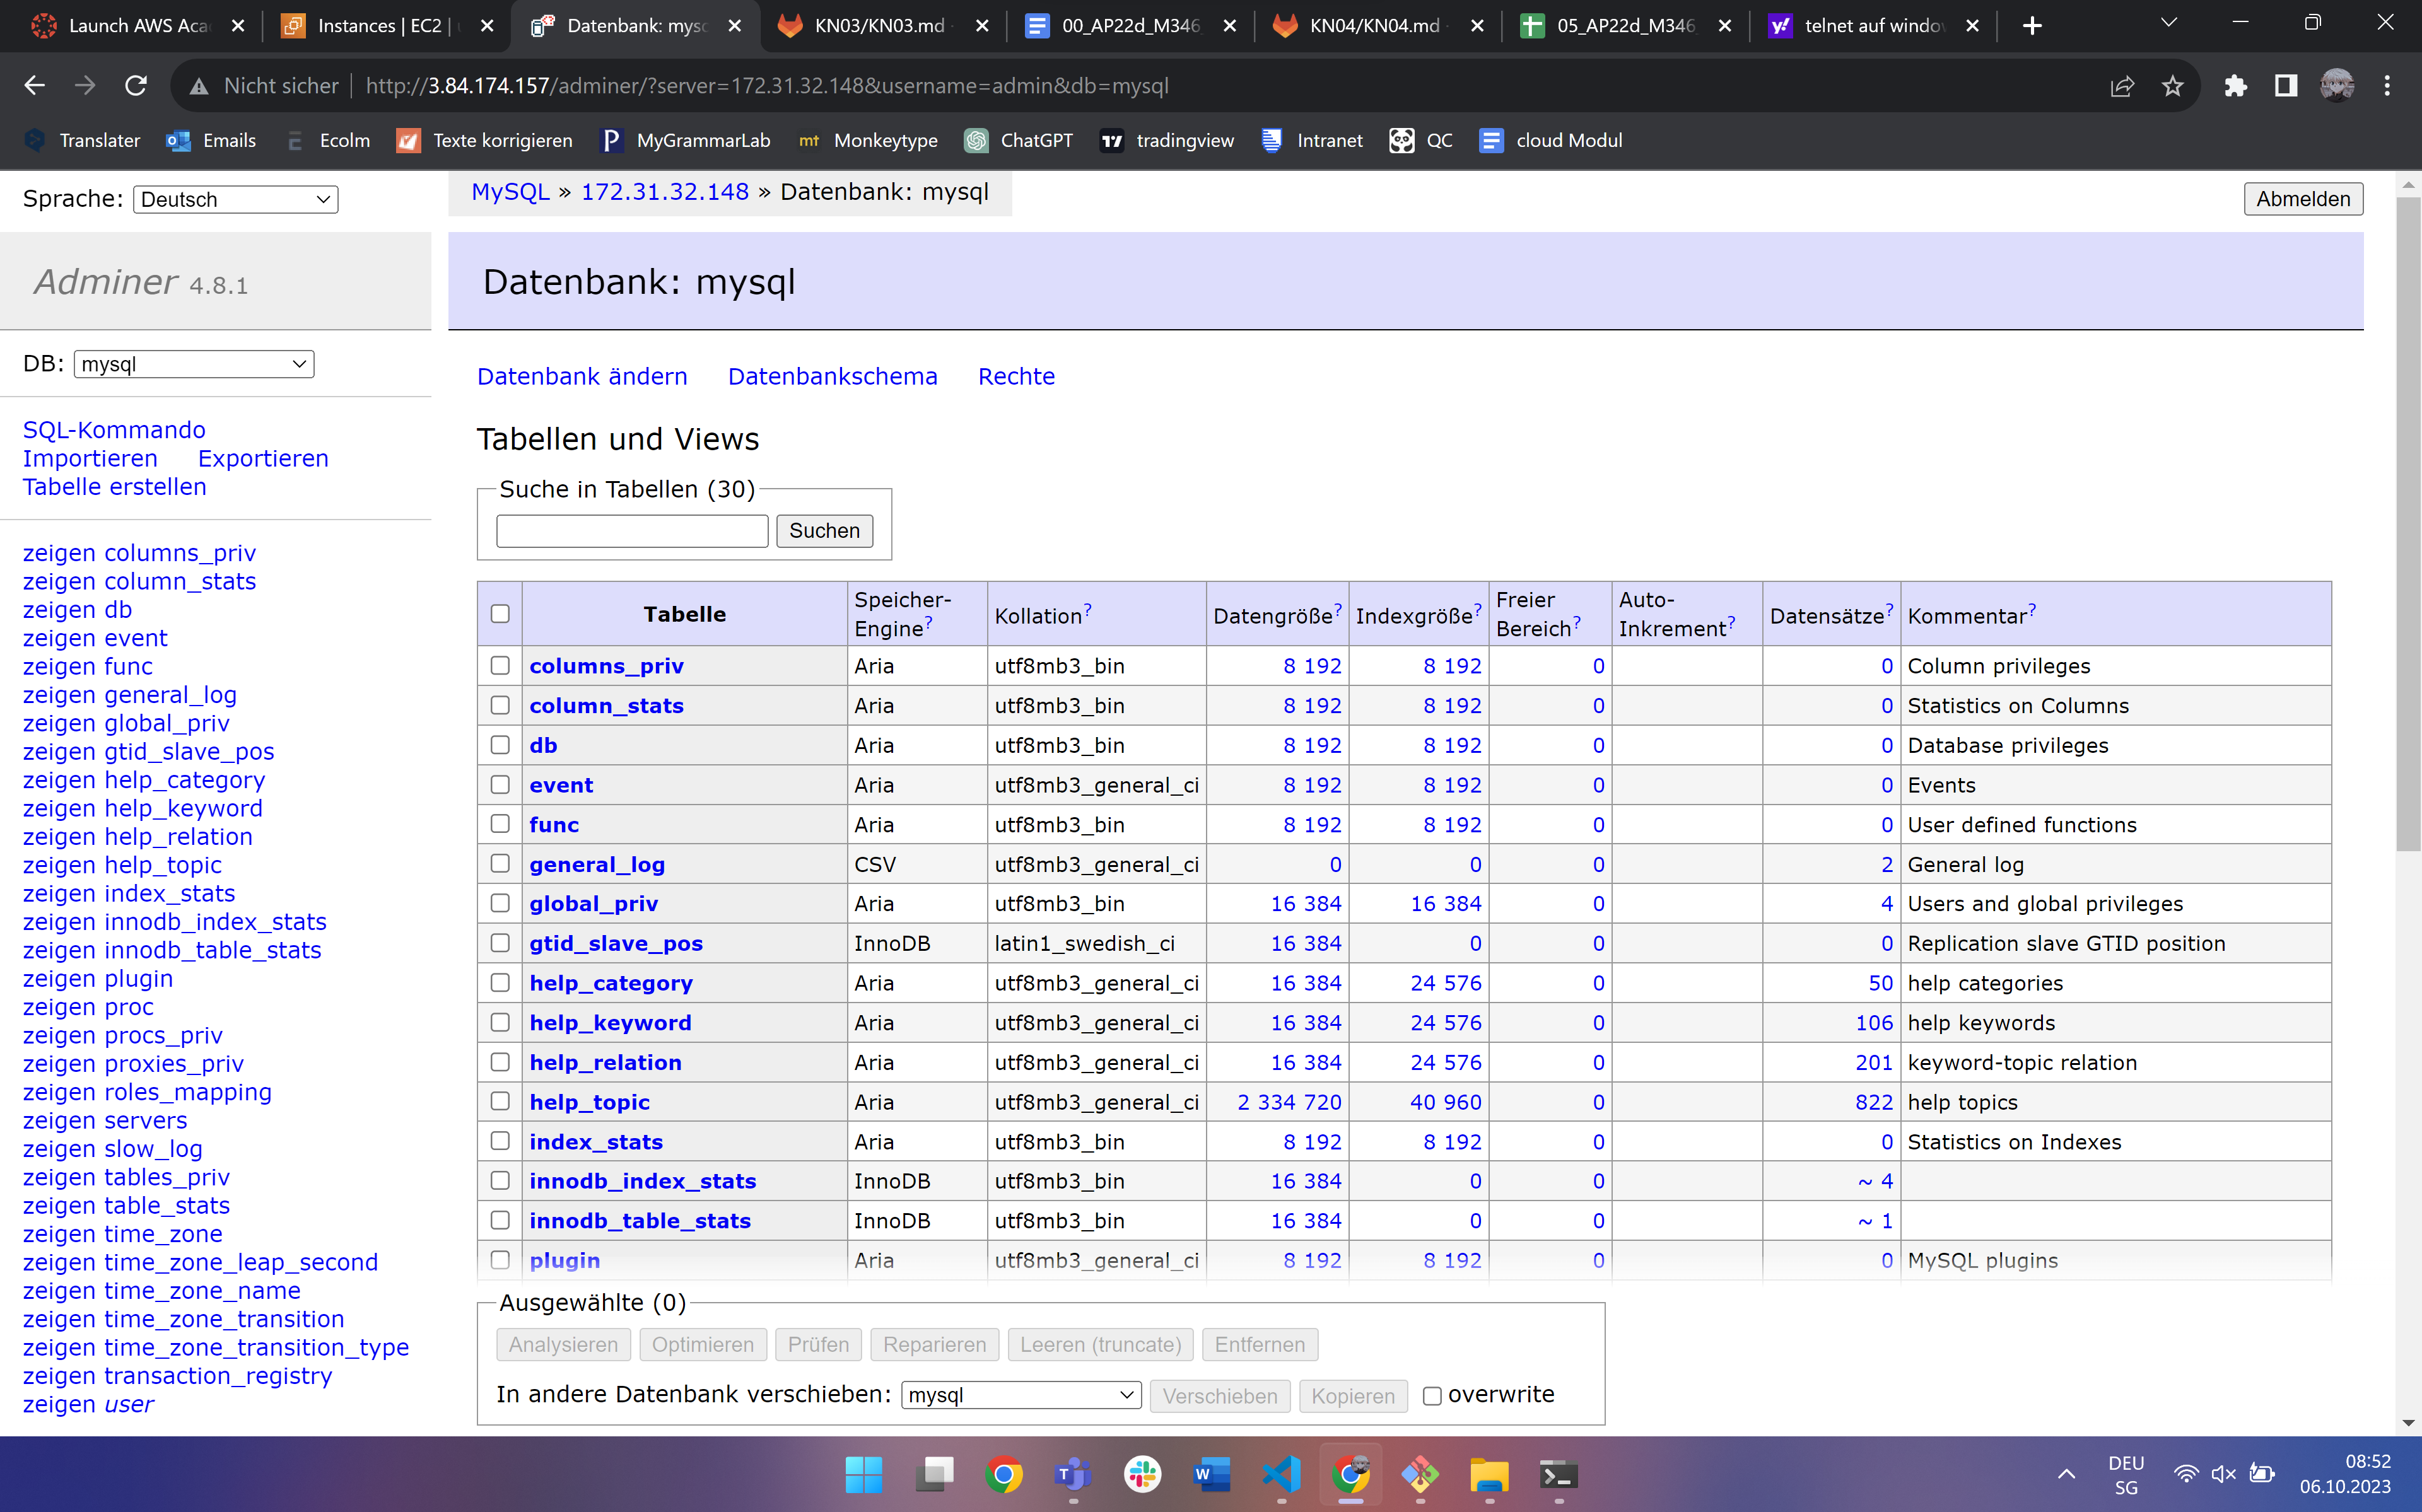 Launch AWS Aca
Instances | EC2 |
Datenbank: mysq
KN03/KN03.md
00_AP22d_M346_
KN04/KN04.md
05_AP22d_M346_
telnet auf windo
Nicht sicher | http://3.84.174.157/adminer/?server=172.31.32.148&username=admin&db=mysql
Translater Emails Ecolm Texte korrigieren MyGrammarLab Monkeytype ChatGPT tradingview Intranet QC cloud Modul
Sprache: Deutsch
MySQL » 172.31.32.148 » Datenbank: mysql
Abmelden
Adminer 4.8.1
Datenbank: mysql
DB: mysql
SQL-Kommando
Importieren Exportieren
Tabelle erstellen
zeigen columns_priv
zeigen column_stats
zeigen db
zeigen event
zeigen func
zeigen general_log
zeigen global_priv
zeigen gtid_slave_pos
zeigen help_category
zeigen help_keyword
zeigen help_relation
zeigen help_topic
zeigen index_stats
zeigen innodb_index_stats
zeigen innodb_table_stats
zeigen plugin
zeigen proc
zeigen procs_priv
zeigen proxies_priv
zeigen roles_mapping
zeigen servers
zeigen slow_log
zeigen tables_priv
zeigen table_stats
zeigen time_zone
zeigen time_zone_leap_second
zeigen time_zone_name
zeigen time_zone_transition
zeigen time_zone_transition_type
zeigen transaction_registry
zeigen user
Datenbank ändern Datenbankschema Rechte
Tabellen und Views
Suche in Tabellen (30)
Suchen
Tabelle Speicher-Engine? Kollation? Datengröße? Indexgröße? Freier Bereich? Auto-Inkrement? Datensätze? Kommentar?
columns_priv Aria utf8mb3_bin 8 192 8 192 0 0 Column privileges
column_stats Aria utf8mb3_bin 8 192 8 192 0 0 Statistics on Columns
db Aria utf8mb3_bin 8 192 8 192 0 0 Database privileges
event Aria utf8mb3_general_ci 8 192 8 192 0 0 Events
func Aria utf8mb3_bin 8 192 8 192 0 0 User defined functions
general_log CSV utf8mb3_general_ci 0 0 0 2 General log
global_priv Aria utf8mb3_bin 16 384 16 384 0 4 Users and global privileges
gtid_slave_pos InnoDB latin1_swedish_ci 16 384 0 0 0 Replication slave GTID position
help_category Aria utf8mb3_general_ci 16 384 24 576 0 50 help categories
help_keyword Aria utf8mb3_general_ci 16 384 24 576 0 106 help keywords
help_relation Aria utf8mb3_general_ci 16 384 24 576 0 201 keyword-topic relation
help_topic Aria utf8mb3_general_ci 2 334 720 40 960 0 822 help topics
index_stats Aria utf8mb3_bin 8 192 8 192 0 0 Statistics on Indexes
innodb_index_stats InnoDB utf8mb3_bin 16 384 0 0 ~ 4
innodb_table_stats InnoDB utf8mb3_bin 16 384 0 0 ~ 1
plugin Aria utf8mb3_general_ci 8 192 8 192 0 0 MySQL plugins
Ausgewählte (0)
Analysieren Optimieren Prüfen Reparieren Leeren (truncate) Entfernen
In andere Datenbank verschieben: mysql Verschieben Kopieren overwrite
DEU
SG
08:52
06.10.2023